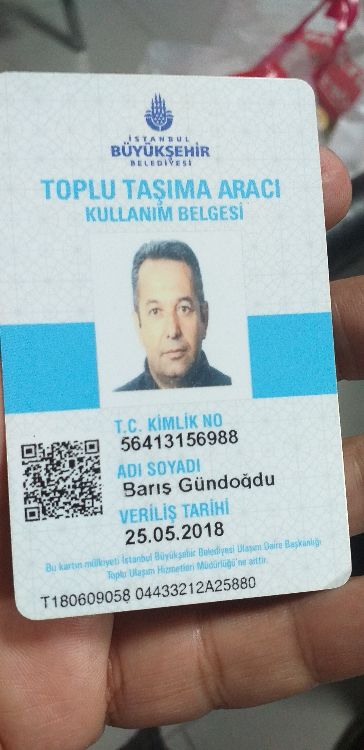 İSTANBUL
BÜYÜKŞEHİR
BELEDİYESİ
TOPLU TAŞIMA ARACI
KULLANIM BELGESİ
T.C. KİMLİK NO
56413156988
ADI SOYADI
Barış Gündoğdu
VERİLİŞ TARİHİ
25.05.2018
Bu kartın mülkiyeti İstanbul Büyükşehir Belediyesi Ulaşım Daire Başkanlığı
Toplu Ulaşım Hizmetleri Müdürlüğü'ne aittir.
T180609058 04433212A25880